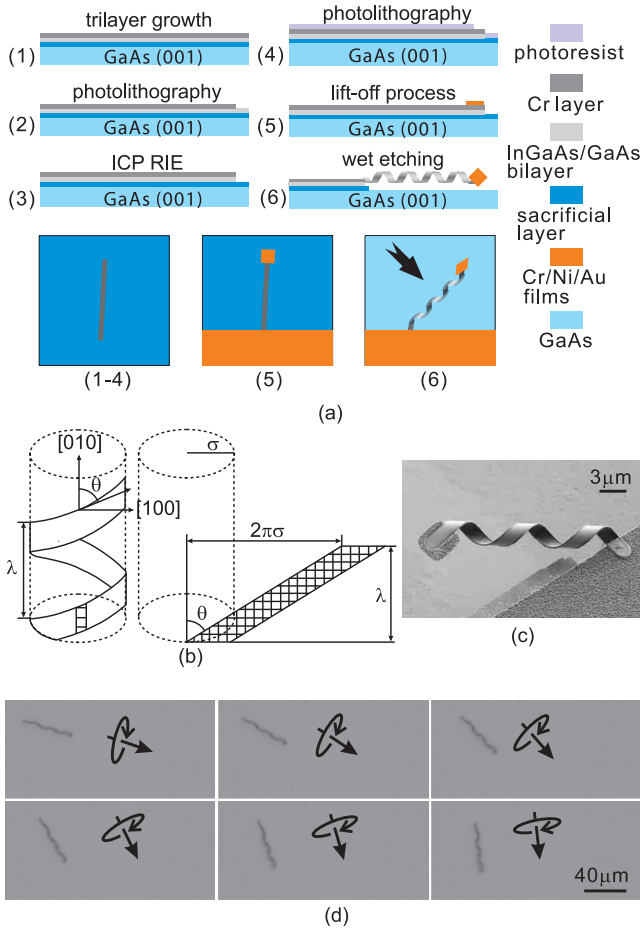 trilayer growth
(1)
GaAs (001)
photolithography
(2)
GaAs (001)
ICP RIE
(3)
GaAs (001)
photolithography
(4)
GaAs (001)
lift-off process
(5)
GaAs (001)
wet etching
(6)
GaAs (001)
photoresist
Cr layer
InGaAs/GaAs
bilayer
sacrificial
layer
Cr/Ni/Au
films
GaAs
(1-4)
(5)
(6)
(a)
[010]
θ
[100]
λ
σ
2πσ
θ
λ
(b)
3μm
(c)
40μm
(d)